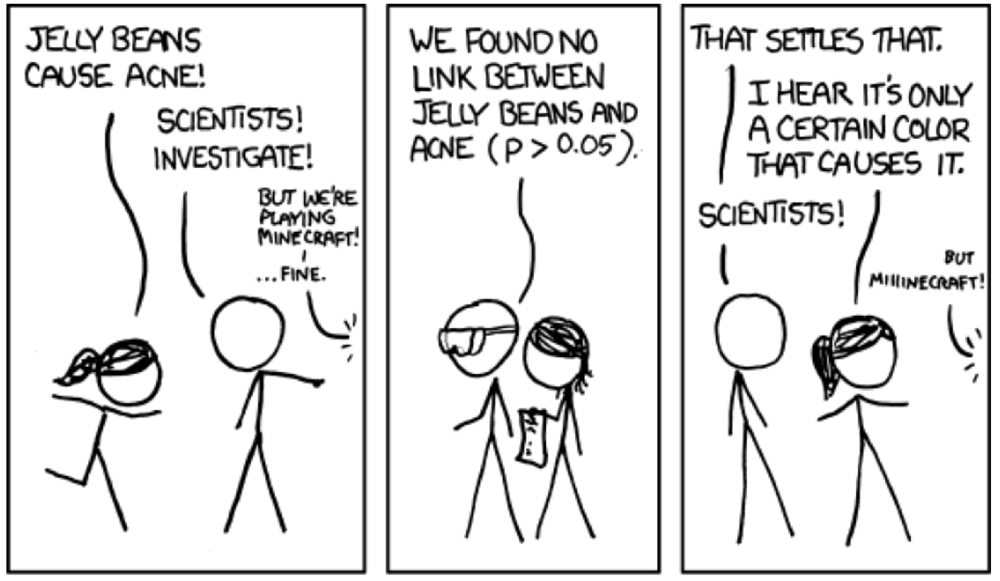 JELLY BEANS
CAUSE ACNE!
SCIENTISTS!
INVESTIGATE!
BUT WE'RE
PLAYING
MINECRAFT!
...FINE.
WE FOUND NO
LINK BETWEEN
JELLY BEANS AND
ACNE (P > 0.05).
THAT SETTLES THAT.
I HEAR IT'S ONLY
A CERTAIN COLOR
THAT CAUSES IT.
SCIENTISTS!
BUT
MIIIINECRAFT!